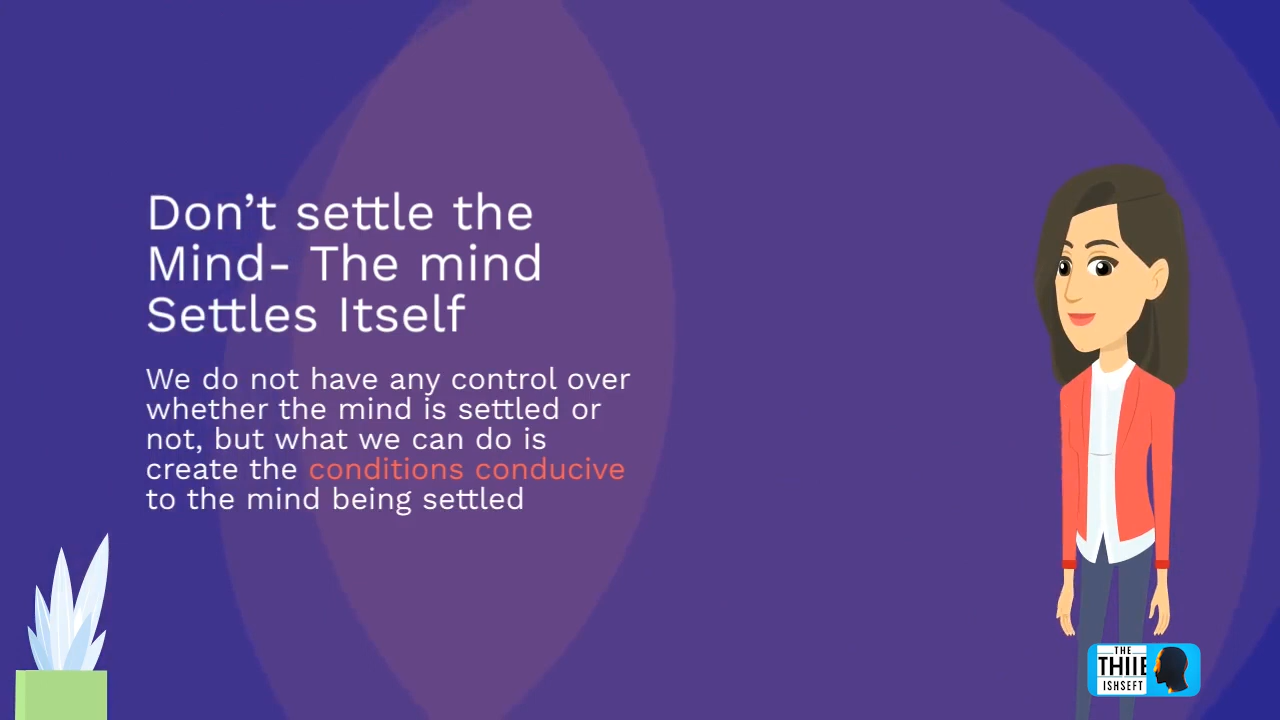 Don’t settle the
Mind- The mind
Settles Itself
We do not have any control over
whether the mind is settled or
not, but what we can do is
create the conditions conducive
to the mind being settled
THE
THIIE
ISHSEFT